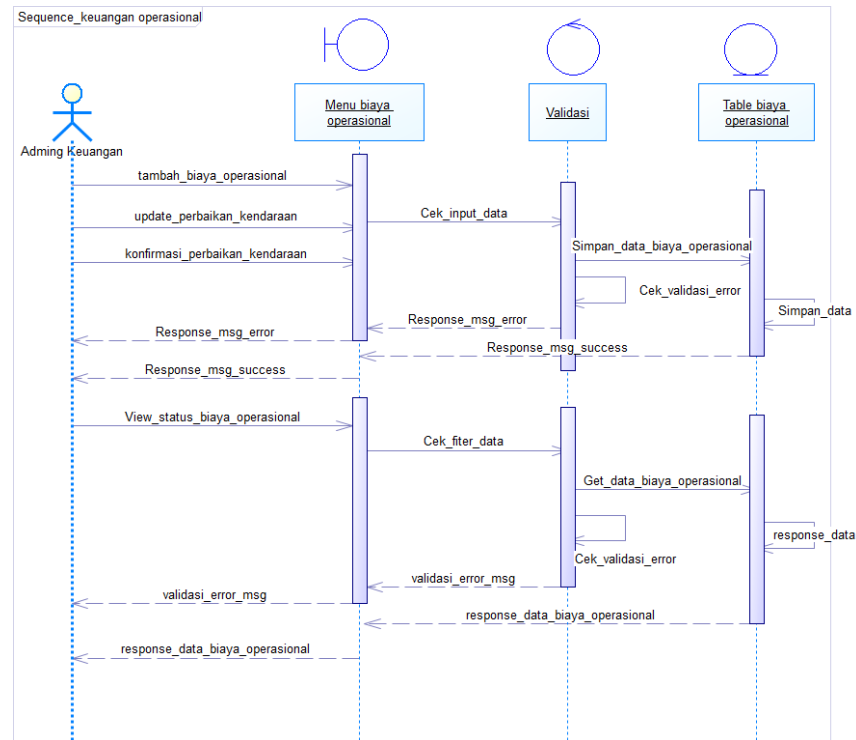 Sequence_keuangan operasional
Menu biaya
operasional
Validasi
Table biaya
operasional
Adming Keuangan
tambah_biaya_operasional
update_perbaikan_kendaraan
Cek_input_data
Simpan_data_biaya_operasional
konfirmasi_perbaikan_kendaraan
Cek_validasi_error
Simpan_data
Response_msg_error
Response_msg_error
Response_msg_success
Response_msg_success
View_status_biaya_operasional
Cek_fiter_data
Get_data_biaya_operasional
response_data
Cek_validasi_error
validasi_error_msg
validasi_error_msg
response_data_biaya_operasional
response_data_biaya_operasional